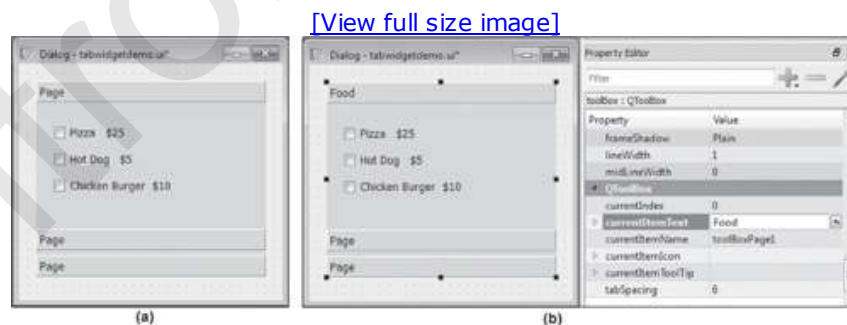 [View full size image]
Dialog - tabwidgetdemo.ui*
Page
Pizza $25
Hot Dog $5
Chicken Burger $10
Page
Page
(a)
Dialog - tabwidgetdemo.ui*
Food
Pizza $25
Hot Dog $5
Chicken Burger $10
Page
Page
Property Editor
Filter
toolBox : QToolBox
Property Value
frameShadow Plain
lineWidth 1
midLineWidth 0
QToolBox
currentIndex 0
currentItemText Food
currentItemName toolBoxPage1
currentItemIcon
currentItemToolTip
tabSpacing 6
(b)